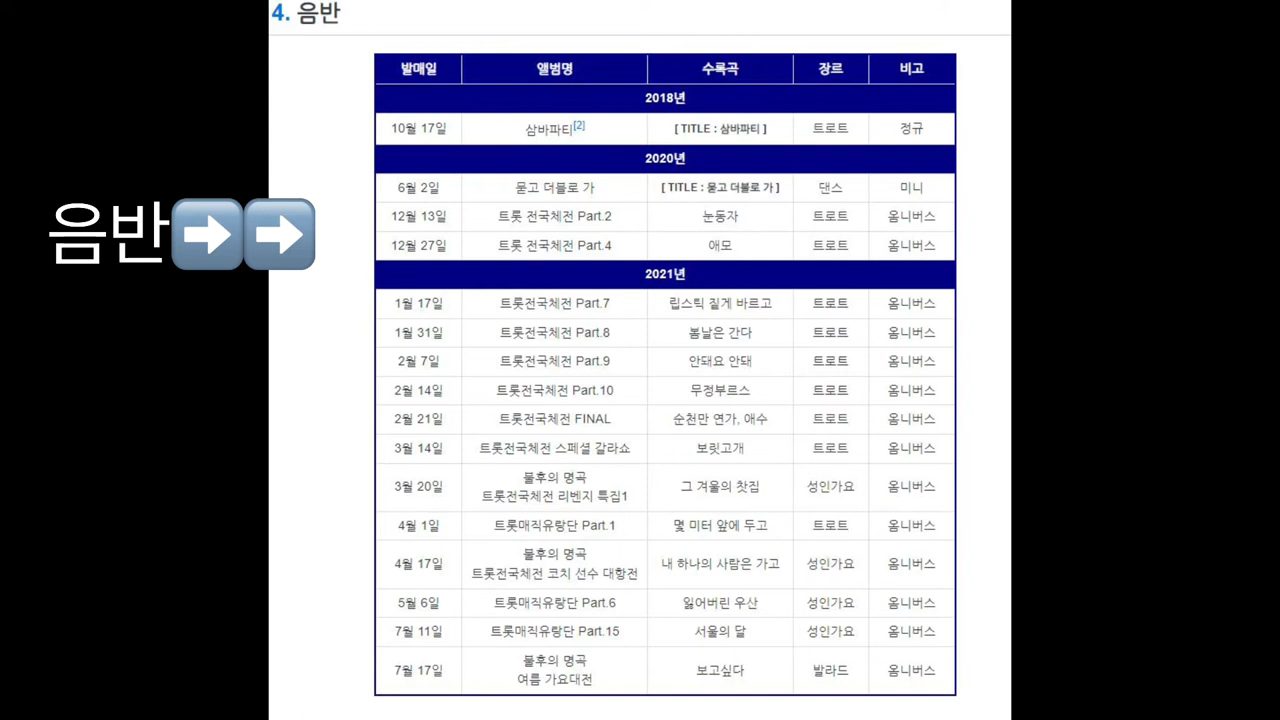 4. 음반
발매일 앨범명 수록곡 장르 비고
2018년
10월 17일 삼바파티[2] [ TITLE : 삼바파티 ] 트로트 정규
2020년
6월 2일 묻고 더블로 가 [ TITLE : 묻고 더블로 가 ] 댄스 미니
12월 13일 트롯 전국체전 Part.2 눈동자 트로트 옴니버스
12월 27일 트롯 전국체전 Part.4 애모 트로트 옴니버스
음반➡➡
2021년
1월 17일 트롯전국체전 Part.7 립스틱 짙게 바르고 트로트 옴니버스
1월 31일 트롯전국체전 Part.8 봄날은 간다 트로트 옴니버스
2월 7일 트롯전국체전 Part.9 안돼요 안돼 트로트 옴니버스
2월 14일 트롯전국체전 Part.10 무정부르스 트로트 옴니버스
2월 21일 트롯전국체전 FINAL 순천만 연가, 애수 트로트 옴니버스
3월 14일 트롯전국체전 스페셜 갈라쇼 보릿고개 트로트 옴니버스
3월 20일 불후의 명곡
트롯전국체전 리벤지 특집1 그 겨울의 찻집 성인가요 옴니버스
4월 1일 트롯매직유랑단 Part.1 몇 미터 앞에 두고 트로트 옴니버스
4월 17일 불후의 명곡
트롯전국체전 코치 선수 대항전 내 하나의 사람은 가고 성인가요 옴니버스
5월 6일 트롯매직유랑단 Part.6 잃어버린 우산 성인가요 옴니버스
7월 11일 트롯매직유랑단 Part.15 서울의 달 성인가요 옴니버스
7월 17일 불후의 명곡
여름 가요대전 보고싶다 발라드 옴니버스